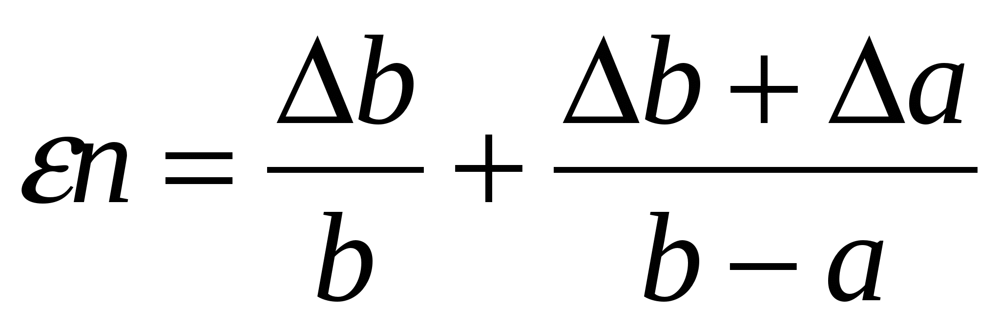 εn = Δb/b + (Δb + Δa)/(b − a)